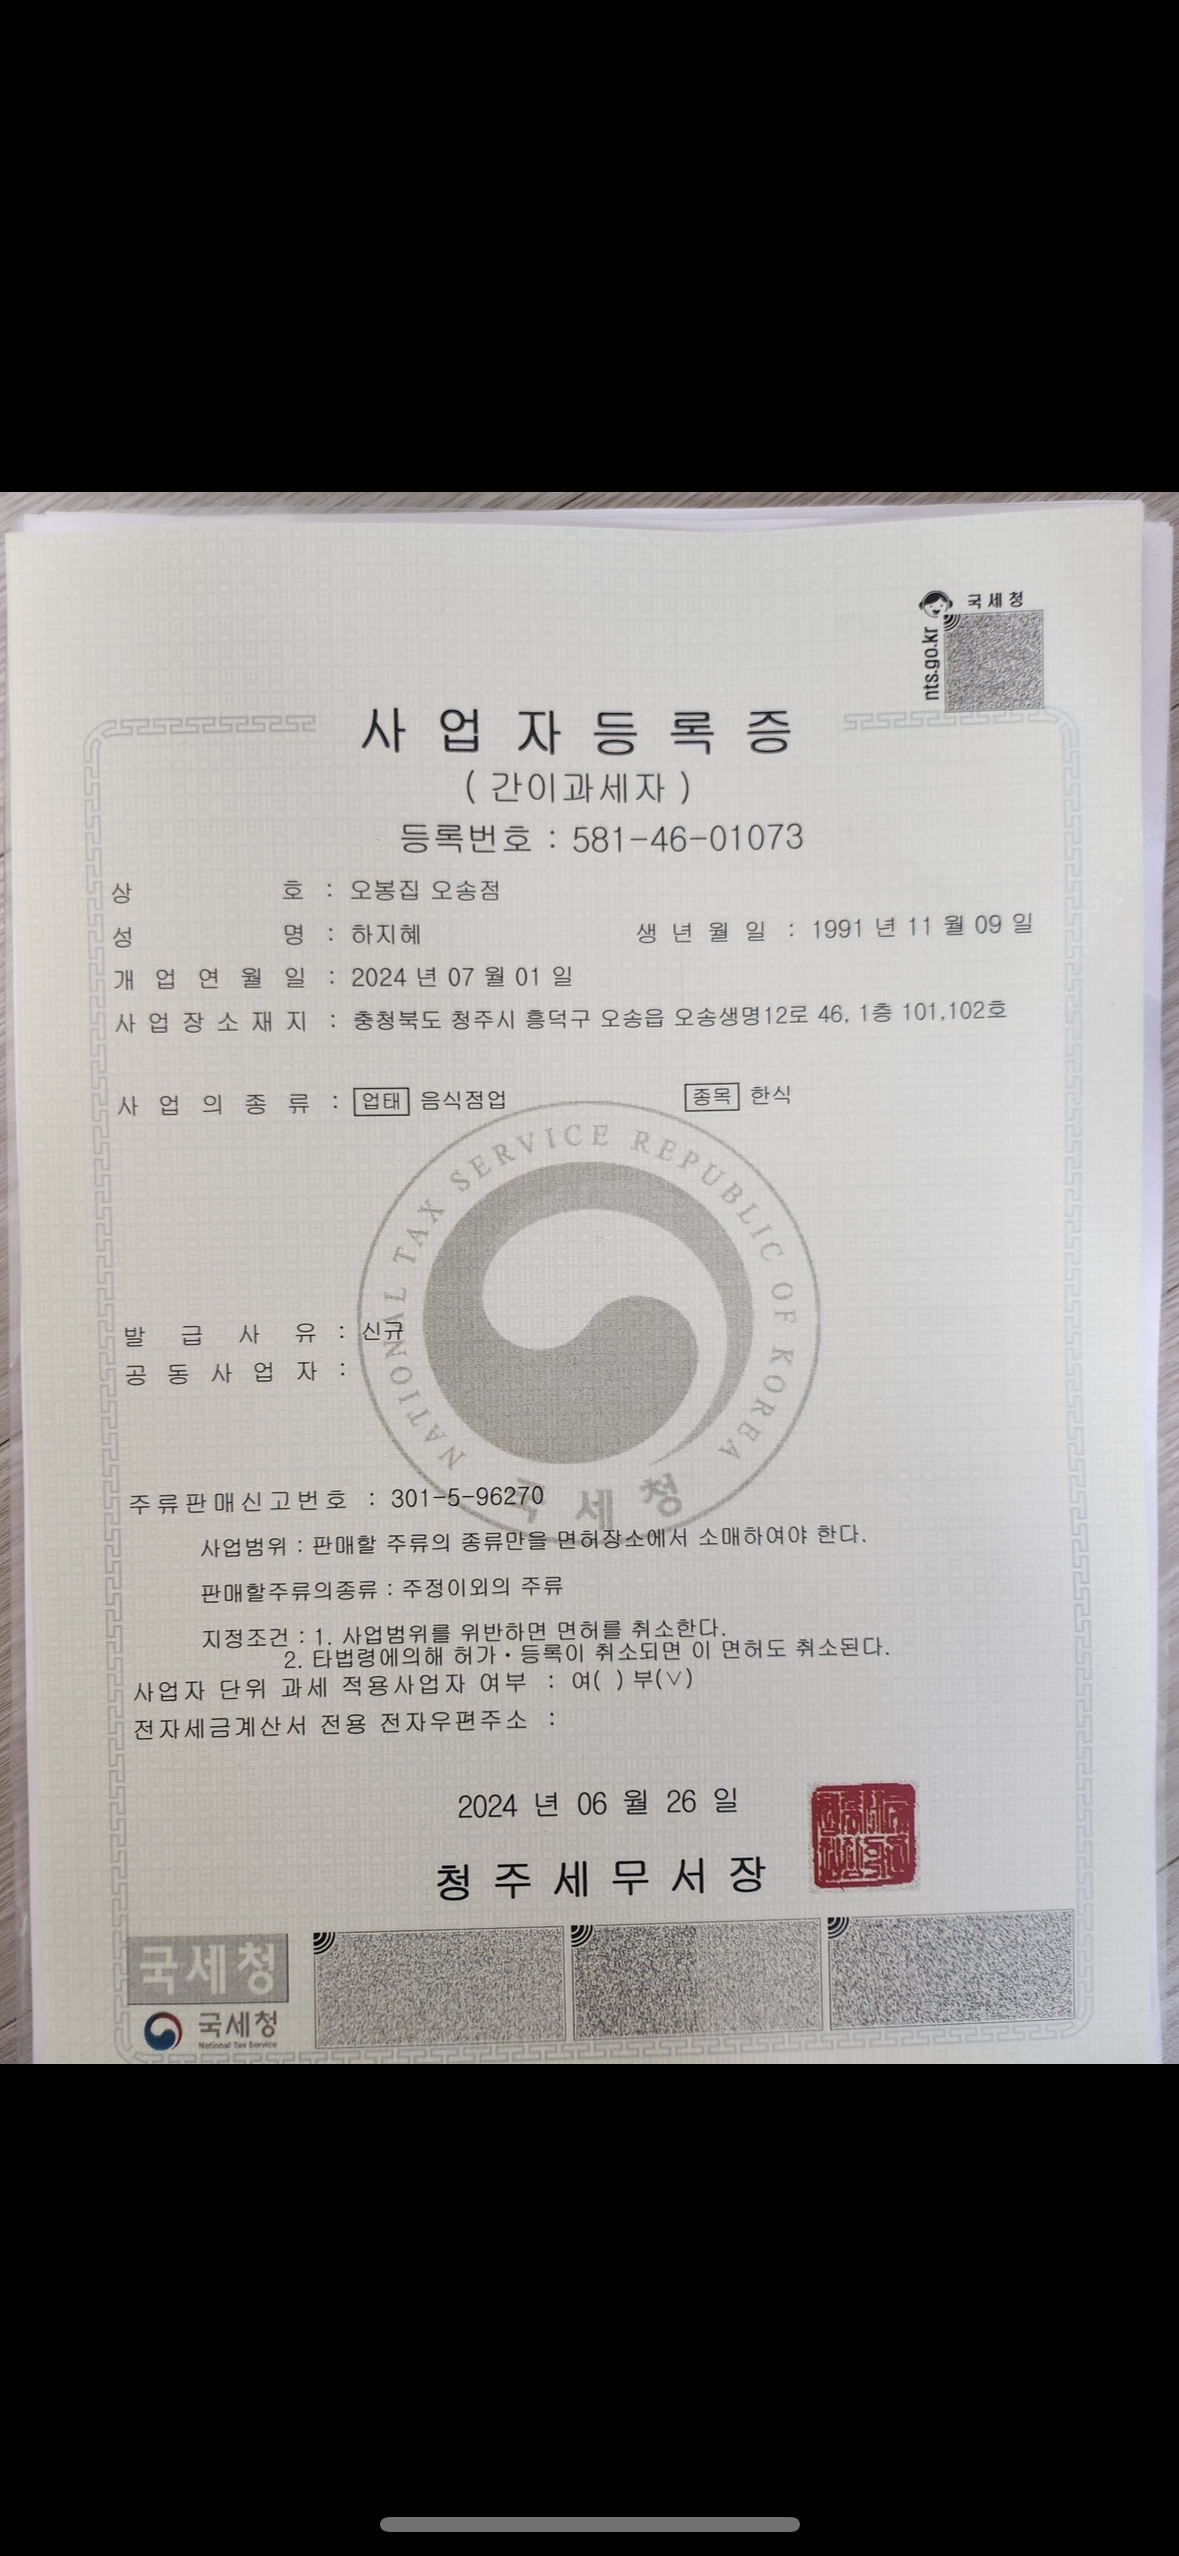 국세청
nts.go.kr
사업자등록증
( 간이과세자 )
등록번호 : 581-46-01073
상 호 : 오봉집 오송점
성 명 : 하지혜 생 년 월 일 : 1991 년 11 월 09 일
개 업 연 월 일 : 2024 년 07 월 01 일
사 업 장 소 재 지 : 충청북도 청주시 흥덕구 오송읍 오송생명12로 46, 1층 101,102호
사 업 의 종 류 : 업태 음식점업 종목 한식
NATIONAL TAX SERVICE REPUBLIC OF KOREA
국세청
발 급 사 유 : 신규
공 동 사 업 자 :
주류판매신고번호 : 301-5-96270
사업범위 : 판매할 주류의 종류만을 면허장소에서 소매하여야 한다.
판매할주류의종류 : 주정이외의 주류
지정조건 : 1. 사업범위를 위반하면 면허를 취소한다.
2. 타법령에의해 허가·등록이 취소되면 이 면허도 취소된다.
사업자 단위 과세 적용사업자 여부 : 여( ) 부(∨)
전자세금계산서 전용 전자우편주소 :
2024 년 06 월 26 일
청 주 세 무 서 장
국세청
국세청
National Tax Service